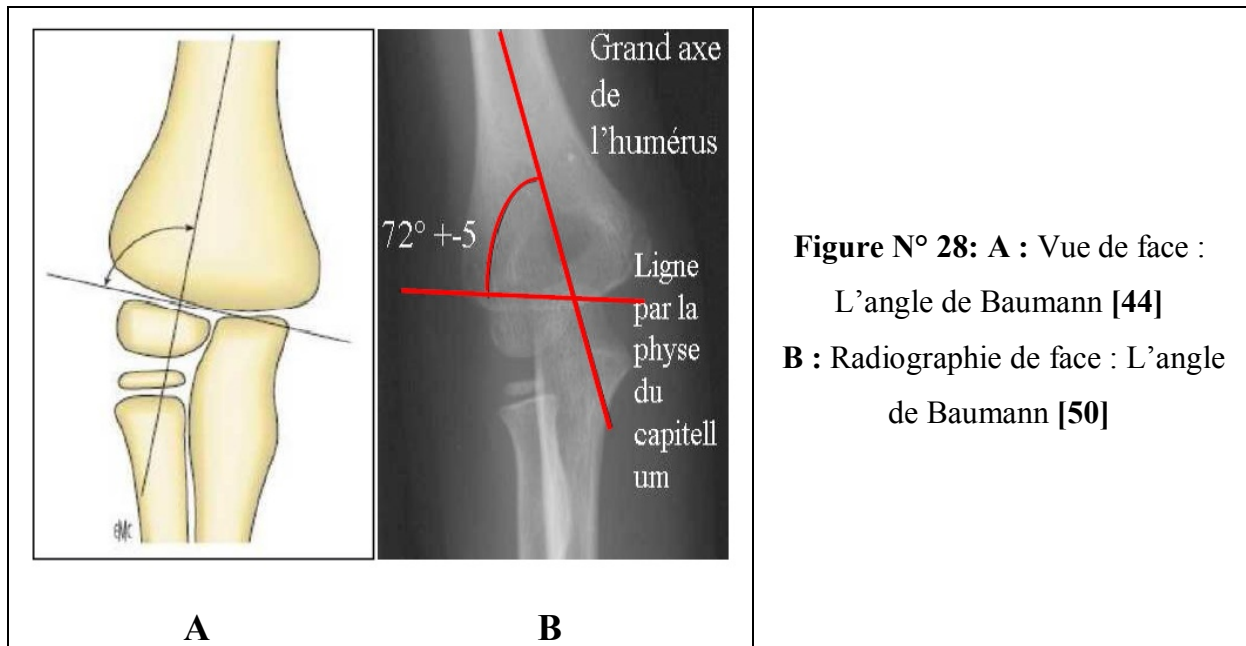 Grand axe
de
l'humérus
72° +-5
Ligne
par la
physe
du
capitell
um
EMC
A
B
Figure N° 28: A : Vue de face :
L'angle de Baumann [44]
B : Radiographie de face : L'angle
de Baumann [50]